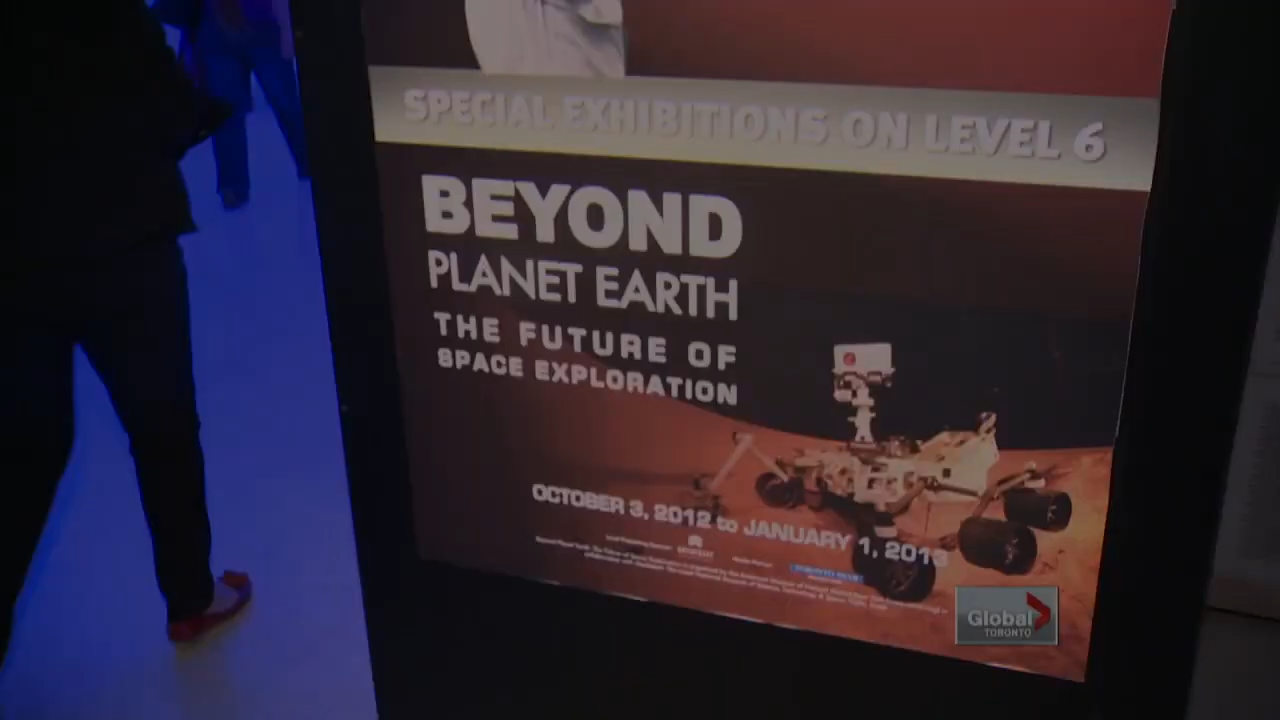 SPECIAL EXHIBITIONS ON LEVEL 6
BEYOND
PLANET EARTH
THE FUTURE OF
SPACE EXPLORATION
OCTOBER 3, 2012 to JANUARY 1, 2013
Global
TORONTO